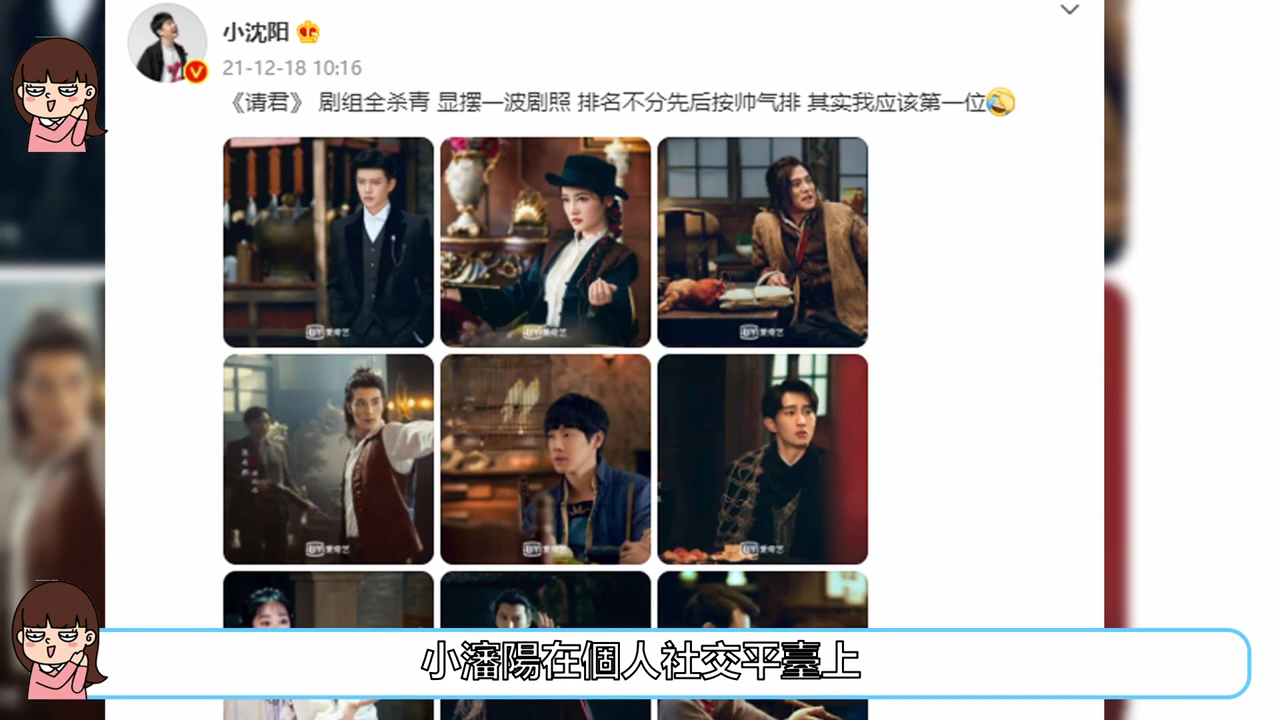 小沈阳
21-12-18 10:16
《请君》 剧组全杀青 显摆一波剧照 排名不分先后按帅气排 其实我应该第一位
爱奇艺
爱奇艺
爱奇艺
爱奇艺
爱奇艺
爱奇艺
小瀋陽在個人社交平臺上